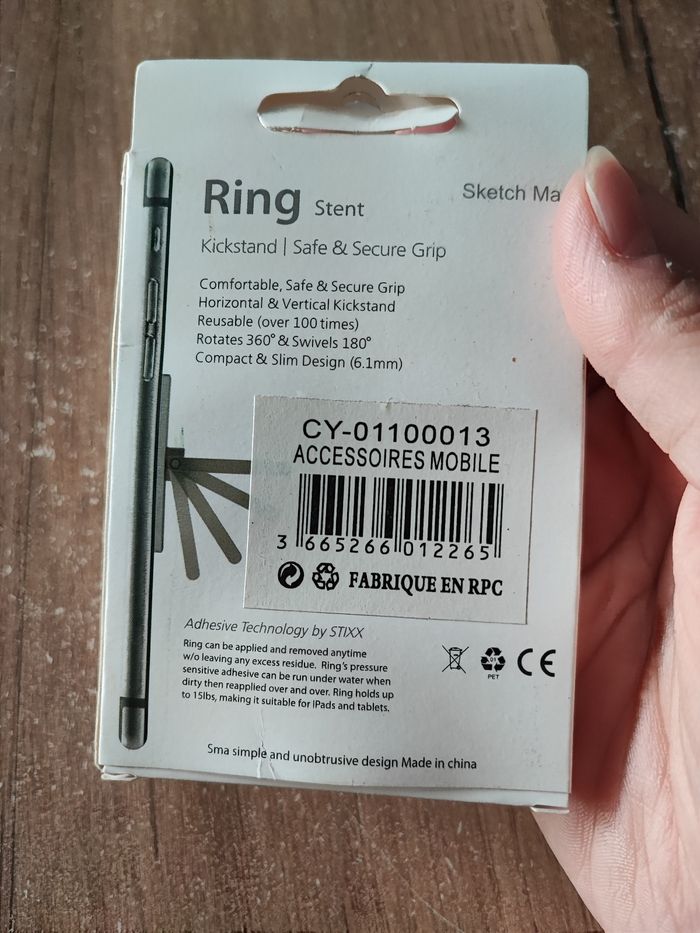 Ring Stent
Sketch Ma
Kickstand | Safe & Secure Grip
Comfortable, Safe & Secure Grip
Horizontal & Vertical Kickstand
Reusable (over 100 times)
Rotates 360° & Swivels 180°
Compact & Slim Design (6.1mm)
CY-01100013
ACCESSOIRES MOBILE
3 665266 012265
FABRIQUE EN RPC
Adhesive Technology by STIXX
Ring can be applied and removed anytime
w/o leaving any excess residue. Ring's pressure
sensitive adhesive can be run under water when
dirty then reapplied over and over. Ring holds up
to 15lbs, making it suitable for IPads and tablets.
01
PET
CE
Sma simple and unobtrusive design Made in china